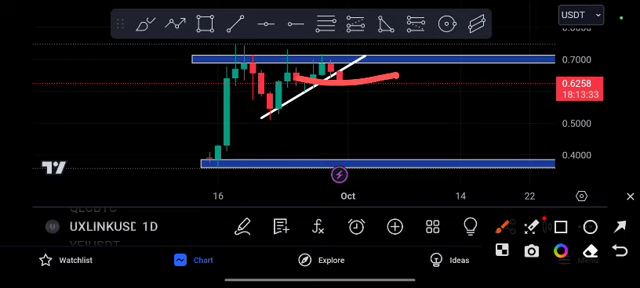 USDT
0.7000
0.6258
18:13:33
0.5000
0.4000
16
Oct
14
22
UXLINKUSD
1D
Watchlist
Chart
Explore
Ideas